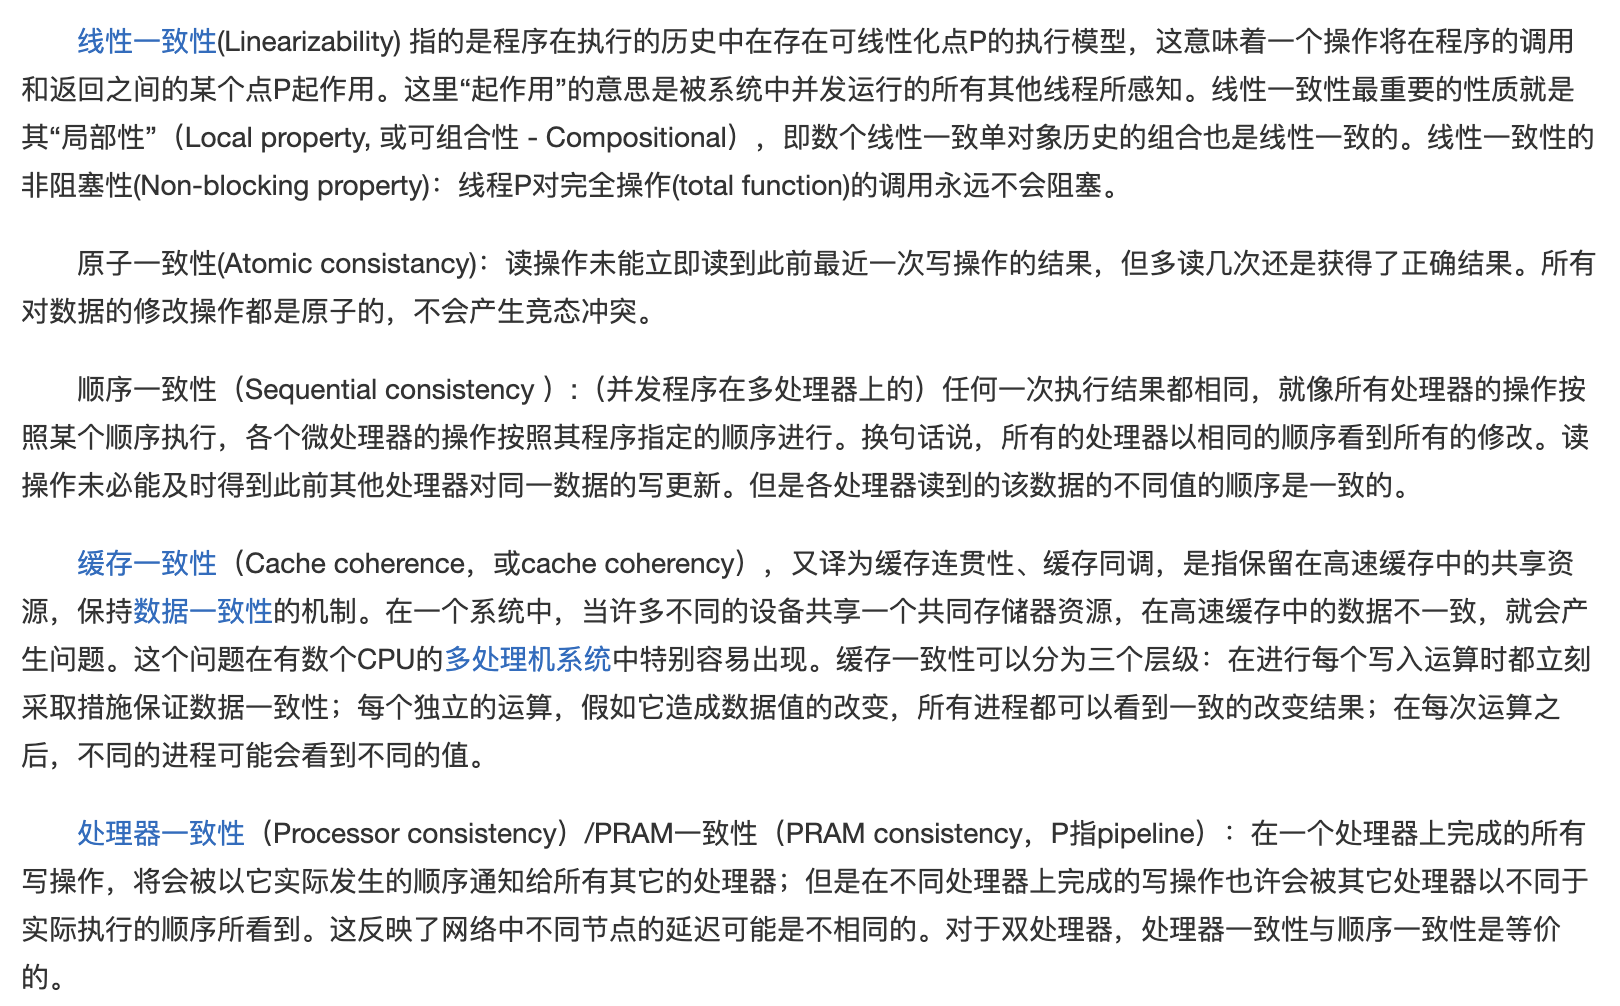 线性一致性(Linearizability) 指的是程序在执行的历史中在存在可线性化点P的执行模型，这意味着一个操作将在程序的调用
和返回之间的某个点P起作用。这里“起作用”的意思是被系统中并发运行的所有其他线程所感知。线性一致性最重要的性质就是
其“局部性”（Local property, 或可组合性 - Compositional），即数个线性一致单对象历史的组合也是线性一致的。线性一致性的
非阻塞性(Non-blocking property)：线程P对完全操作(total function)的调用永远不会阻塞。
原子一致性(Atomic consistancy)：读操作未能立即读到此前最近一次写操作的结果，但多读几次还是获得了正确结果。所有
对数据的修改操作都是原子的，不会产生竞态冲突。
顺序一致性（Sequential consistency ）:（并发程序在多处理器上的）任何一次执行结果都相同，就像所有处理器的操作按
照某个顺序执行，各个微处理器的操作按照其程序指定的顺序进行。换句话说，所有的处理器以相同的顺序看到所有的修改。读
操作未必能及时得到此前其他处理器对同一数据的写更新。但是各处理器读到的该数据的不同值的顺序是一致的。
缓存一致性（Cache coherence，或cache coherency），又译为缓存连贯性、缓存同调，是指保留在高速缓存中的共享资
源，保持数据一致性的机制。在一个系统中，当许多不同的设备共享一个共同存储器资源，在高速缓存中的数据不一致，就会产
生问题。这个问题在有数个CPU的多处理机系统中特别容易出现。缓存一致性可以分为三个层级：在进行每个写入运算时都立刻
采取措施保证数据一致性；每个独立的运算，假如它造成数据值的改变，所有进程都可以看到一致的改变结果；在每次运算之
后，不同的进程可能会看到不同的值。
处理器一致性（Processor consistency）/PRAM一致性（PRAM consistency，P指pipeline）：在一个处理器上完成的所有
写操作，将会被以它实际发生的顺序通知给所有其它的处理器；但是在不同处理器上完成的写操作也许会被其它处理器以不同于
实际执行的顺序所看到。这反映了网络中不同节点的延迟可能是不相同的。对于双处理器，处理器一致性与顺序一致性是等价
的。